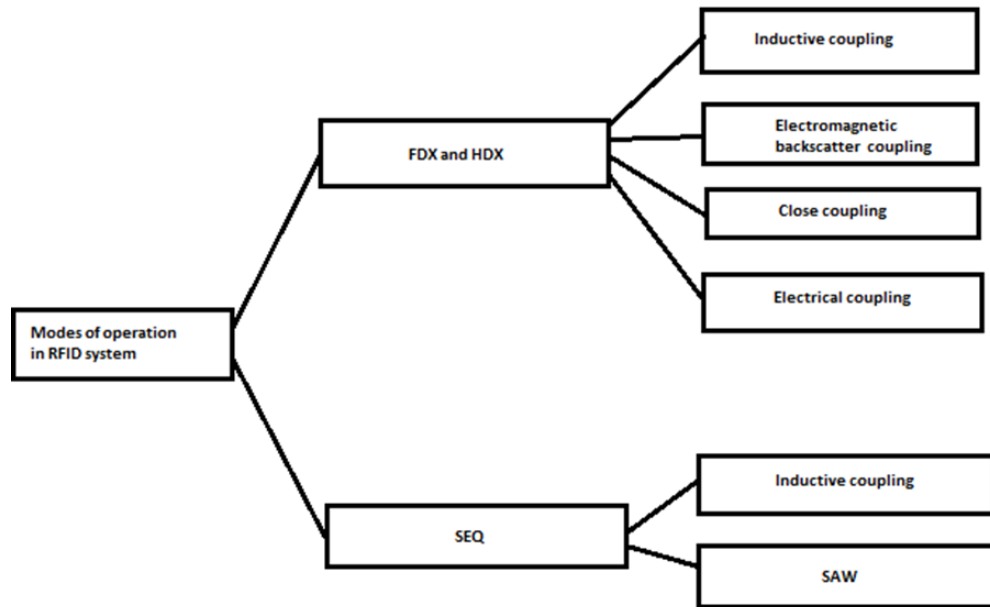 Modes of operation
in RFID system
FDX and HDX
Inductive coupling
Electromagnetic
backscatter coupling
Close coupling
Electrical coupling
SEQ
Inductive coupling
SAW